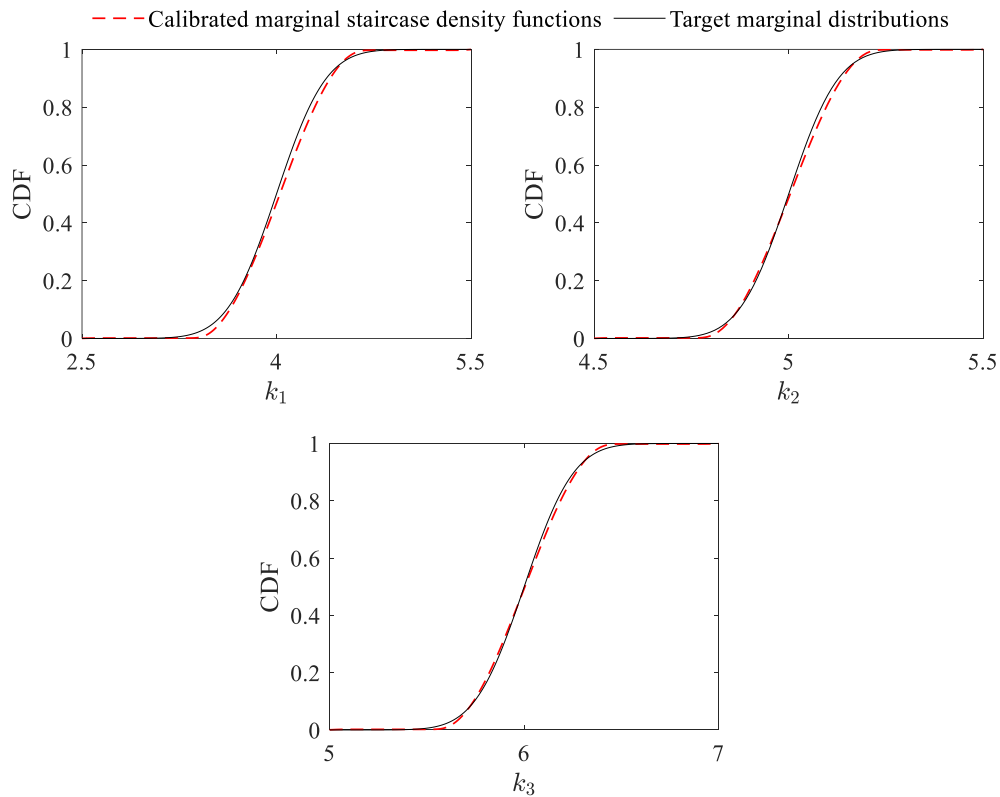 Calibrated marginal staircase density functions Target marginal distributions
1
0.8
0.6
0.4
0.2
0
CDF
2.5 4 5.5
k₁
1
0.8
0.6
0.4
0.2
0
CDF
4.5 5 5.5
k₂
1
0.8
0.6
0.4
0.2
0
CDF
5 6 7
k₃